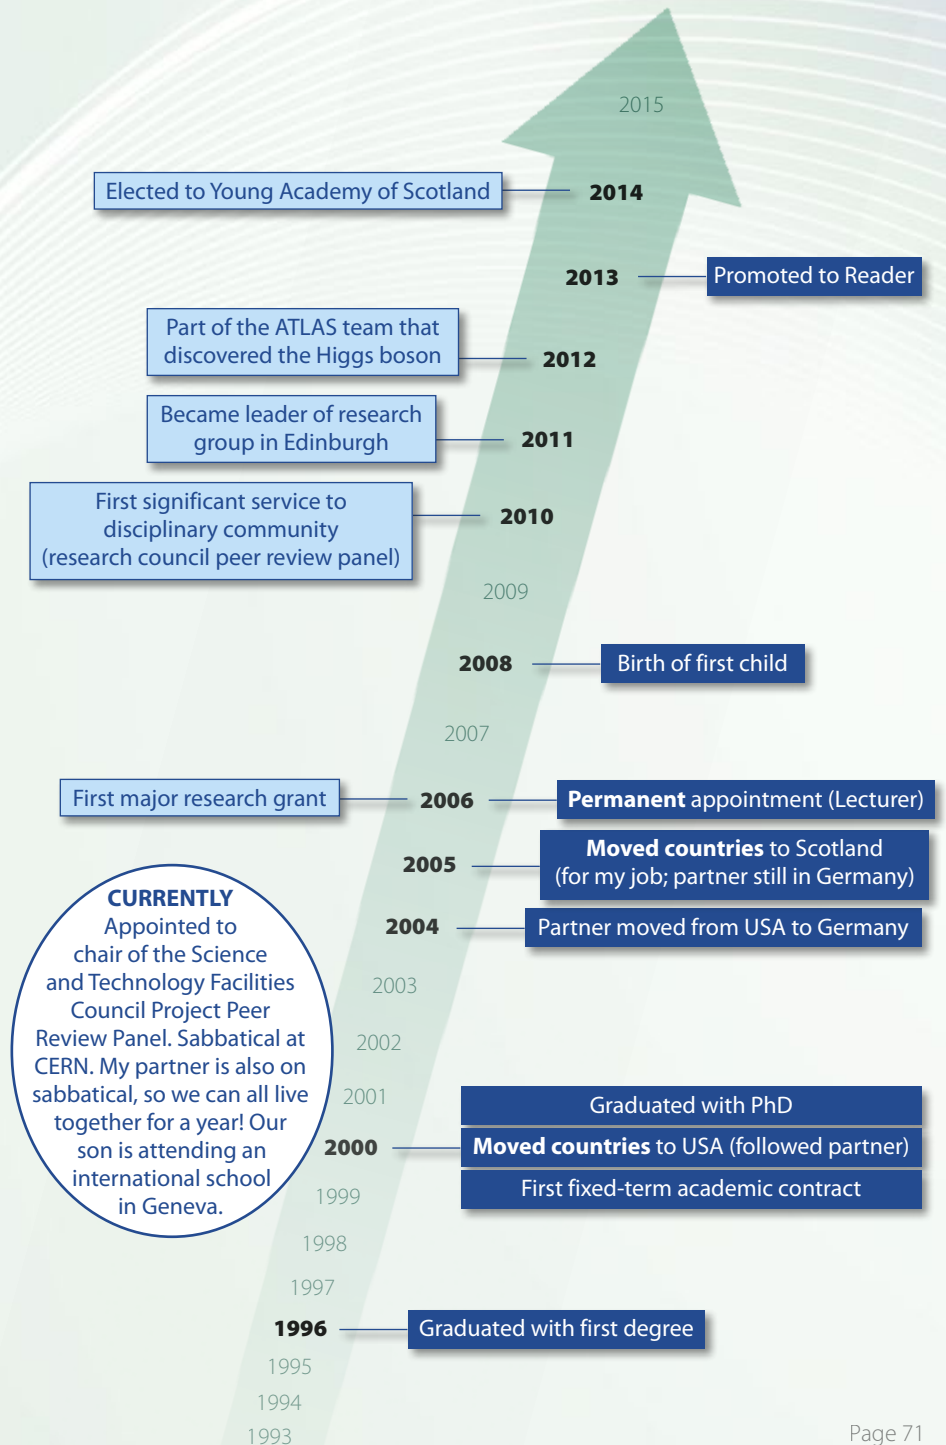 2015
Elected to Young Academy of Scotland
2014
2013
Promoted to Reader
Part of the ATLAS team that
discovered the Higgs boson
2012
Became leader of research
group in Edinburgh
2011
First significant service to
disciplinary community
(research council peer review panel)
2010
2009
2008
Birth of first child
2007
First major research grant
2006
Permanent appointment (Lecturer)
2005
Moved countries to Scotland
(for my job; partner still in Germany)
2004
Partner moved from USA to Germany
CURRENTLY
Appointed to
chair of the Science
and Technology Facilities
Council Project Peer
Review Panel. Sabbatical at
CERN. My partner is also on
sabbatical, so we can all live
together for a year! Our
son is attending an
international school
in Geneva.
2003
2002
2001
2000
Graduated with PhD
Moved countries to USA (followed partner)
First fixed-term academic contract
1999
1998
1997
1996
Graduated with first degree
1995
1994
1993
Page 71